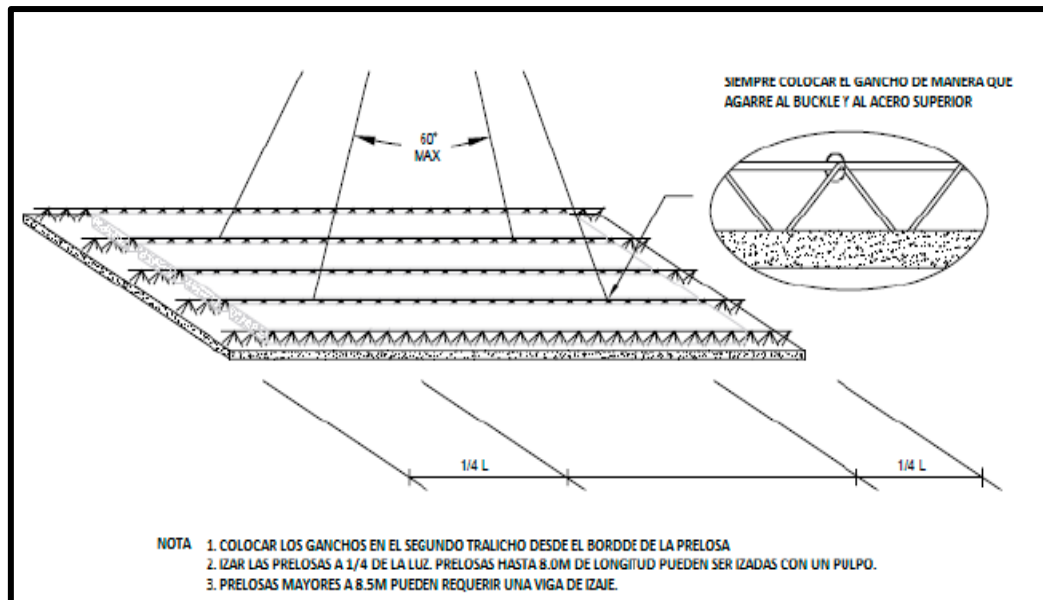 SIEMPRE COLOCAR EL GANCHO DE MANERA QUE
AGARRE AL BUCKLE Y AL ACERO SUPERIOR
60°
MAX
1/4 L
1/4 L
NOTA 1. COLOCAR LOS GANCHOS EN EL SEGUNDO TRALICHO DESDE EL BORDDE DE LA PRELOSA
2. IZAR LAS PRELOSAS A 1/4 DE LA LUZ. PRELOSAS HASTA 8.0M DE LONGITUD PUEDEN SER IZADAS CON UN PULPO.
3. PRELOSAS MAYORES A 8.5M PUEDEN REQUERIR UNA VIGA DE IZAJE.